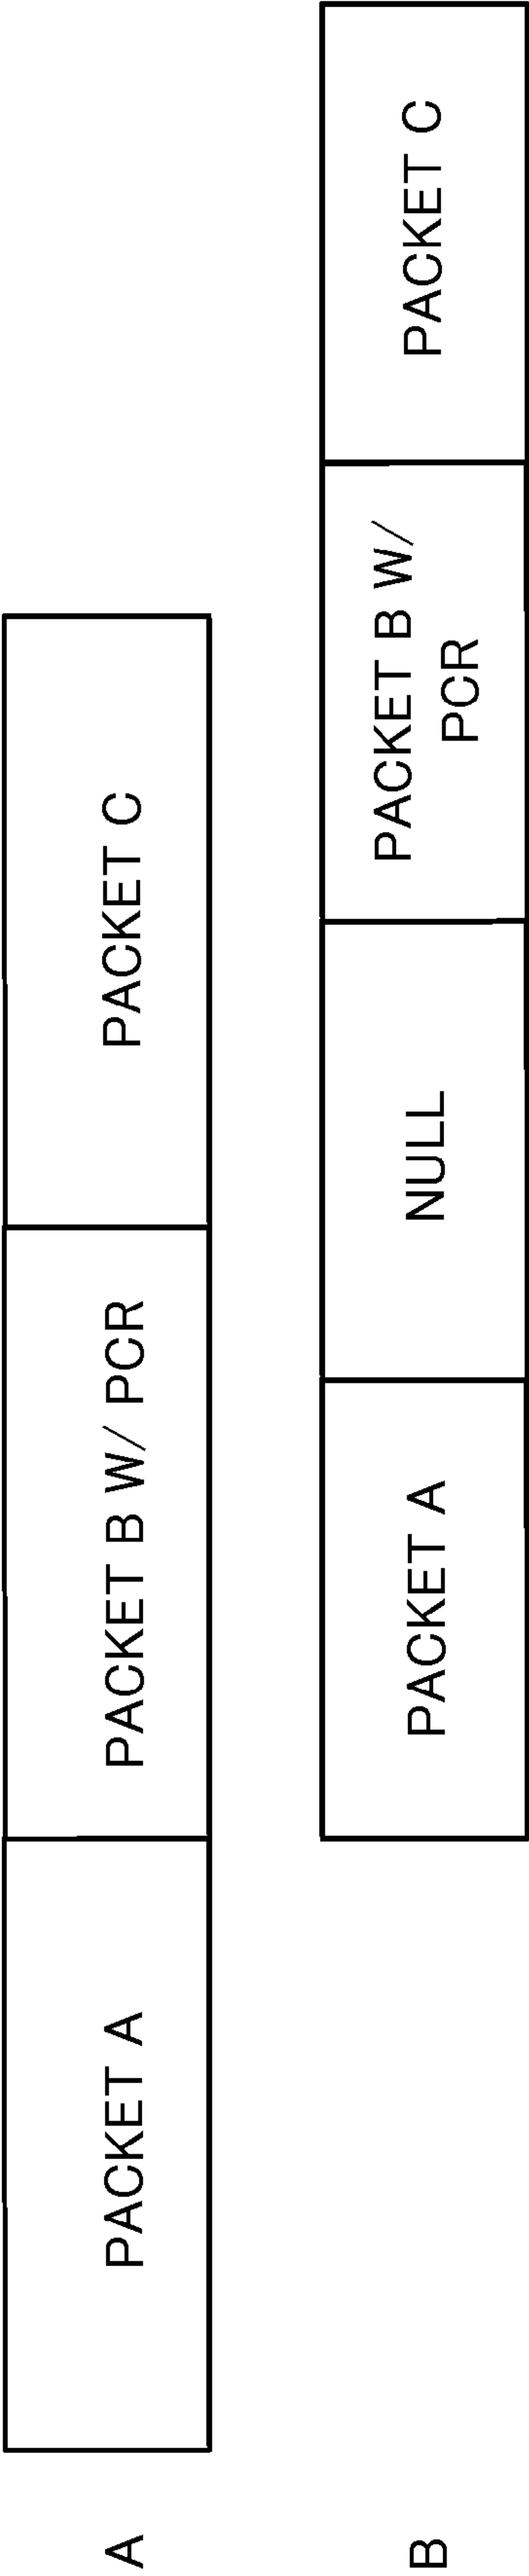 A
PACKET A
PACKET B W/ PCR
PACKET C
B
PACKET A
NULL
PACKET B W/
PCR
PACKET C